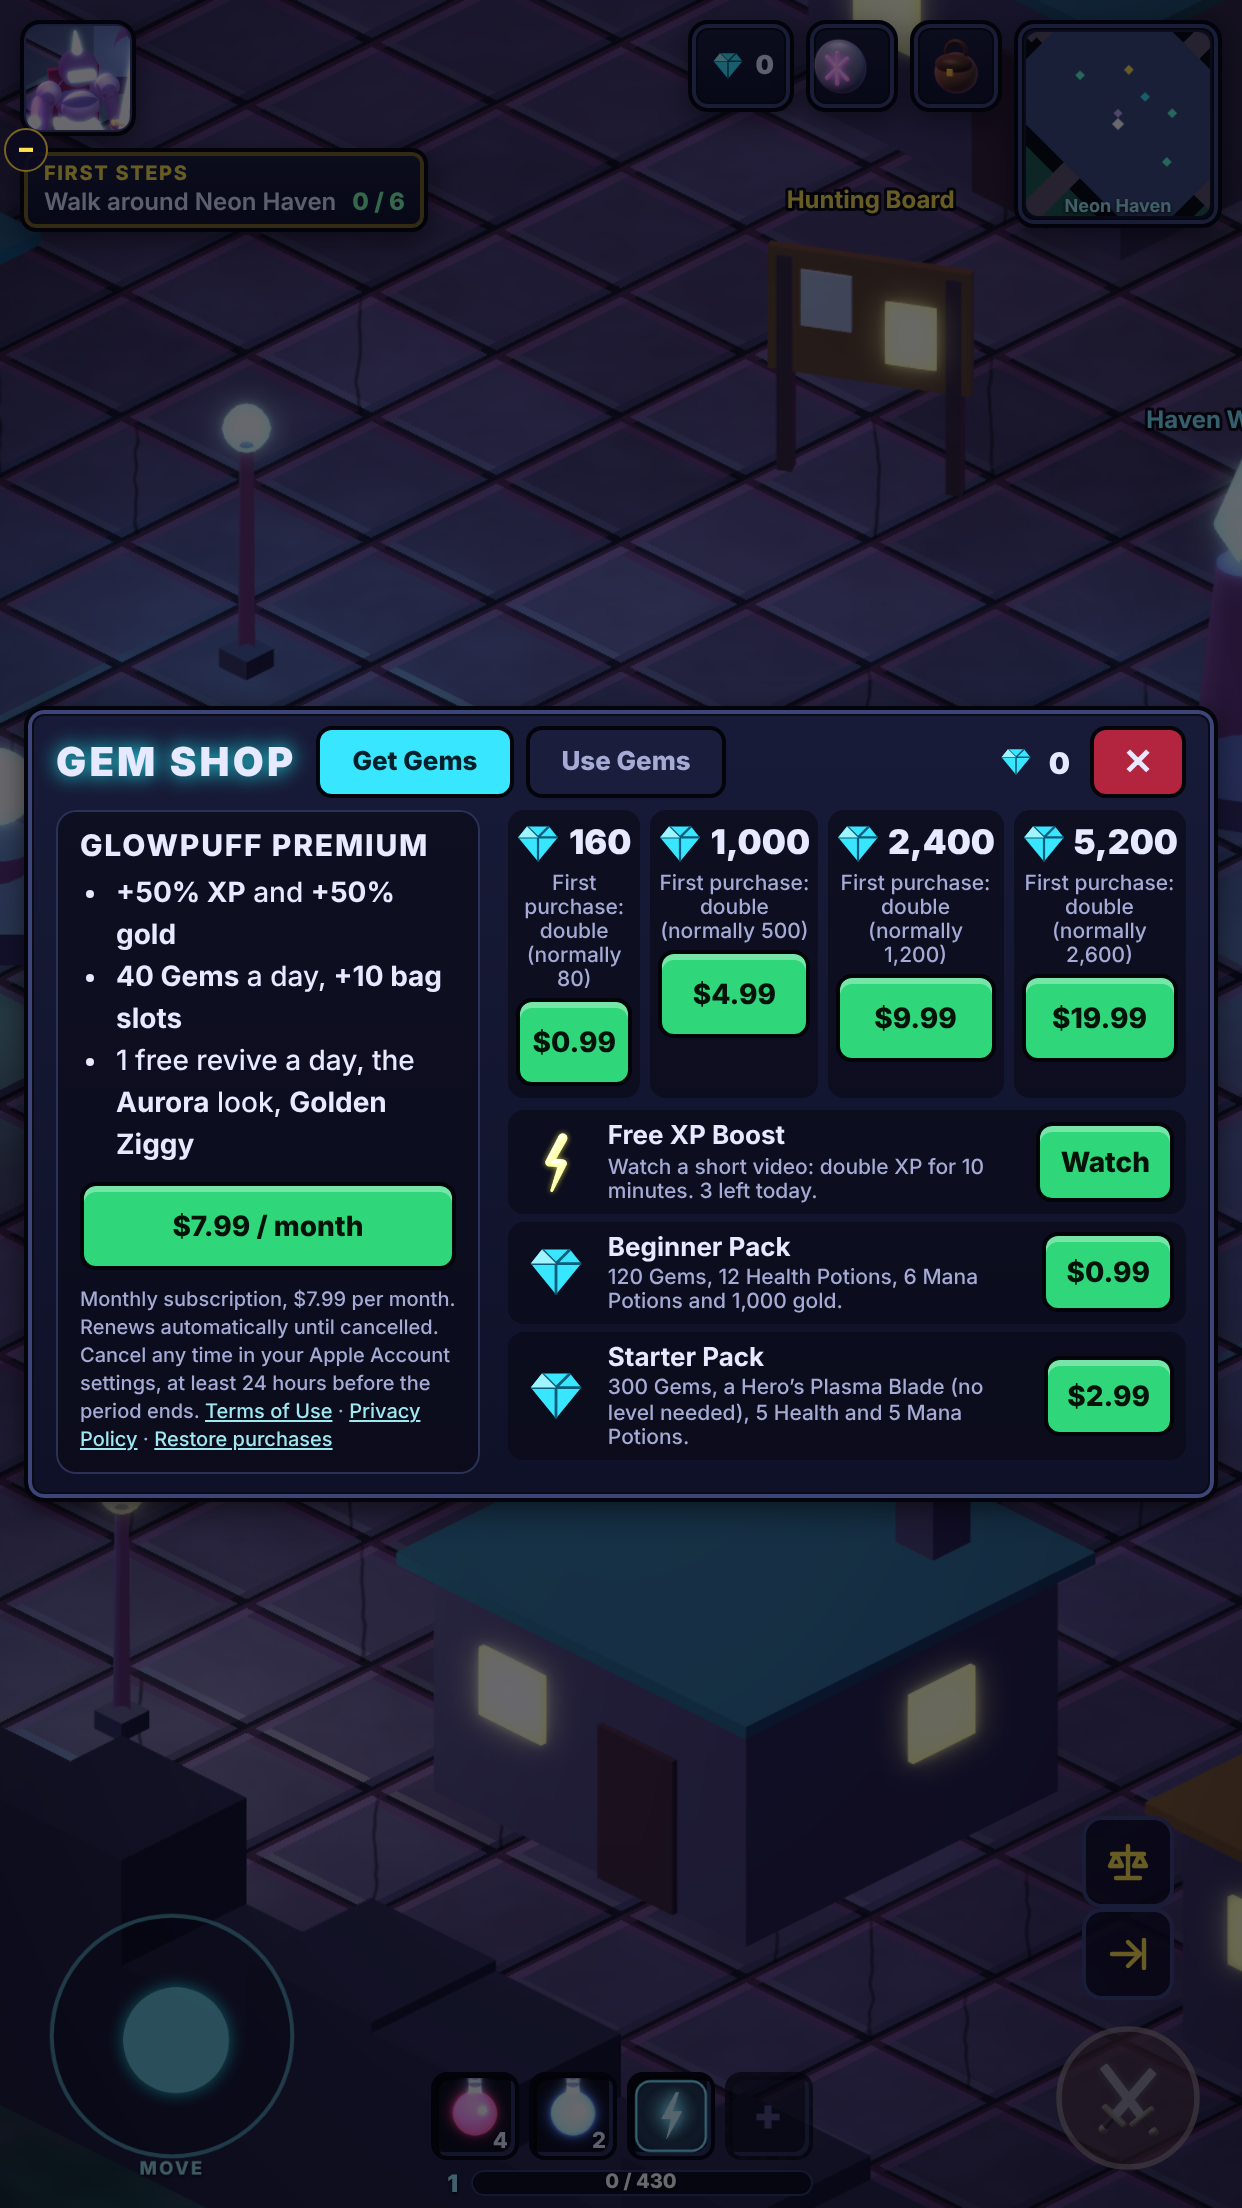 0
FIRST STEPS
Walk around Neon Haven 0 / 6
Neon Haven
Hunting Board
Haven W
GEM SHOP
Get Gems
Use Gems
0
GLOWPUFF PREMIUM
• +50% XP and +50%
gold
• 40 Gems a day, +10 bag
slots
• 1 free revive a day, the
Aurora look, Golden
Ziggy
$7.99 / month
Monthly subscription, $7.99 per month.
Renews automatically until cancelled.
Cancel any time in your Apple Account
settings, at least 24 hours before the
period ends. Terms of Use · Privacy
Policy · Restore purchases
160
First
purchase:
double
(normally
80)
$0.99
1,000
First purchase:
double
(normally 500)
$4.99
2,400
First purchase:
double
(normally
1,200)
$9.99
5,200
First purchase:
double
(normally
2,600)
$19.99
Free XP Boost
Watch a short video: double XP for 10
minutes. 3 left today.
Watch
Beginner Pack
120 Gems, 12 Health Potions, 6 Mana
Potions and 1,000 gold.
$0.99
Starter Pack
300 Gems, a Hero’s Plasma Blade (no
level needed), 5 Health and 5 Mana
Potions.
$2.99
MOVE
4
2
1
0 / 430